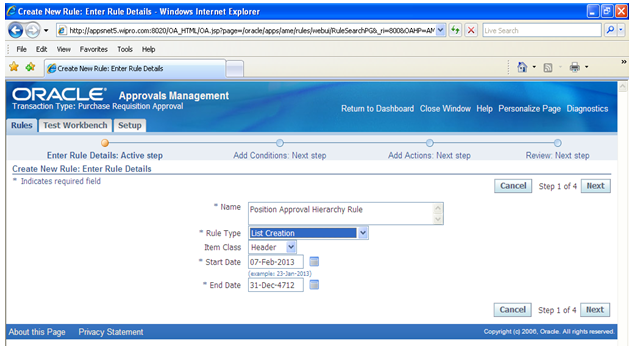 Create New Rule: Enter Rule Details - Windows Internet Explorer
http://appsnet5.wipro.com:8020/OA_HTML/OA.jsp?page=/oracle/apps/ame/rules/webui/RuleSearchPG&_ri=800&OAHP=AM
Live Search
File Edit View Favorites Tools Help
Create New Rule: Enter Rule Details
ORACLE Approvals Management
Transaction Type: Purchase Requisition Approval
Return to Dashboard Close Window Help Personalize Page Diagnostics
Rules Test Workbench Setup
Enter Rule Details: Active step Add Conditions: Next step Add Actions: Next step Review: Next step
Create New Rule: Enter Rule Details
* Indicates required field
Cancel Step 1 of 4 Next
* Name Position Approval Hierarchy Rule
* Rule Type List Creation
Item Class Header
* Start Date 07-Feb-2013
(example: 23-Jan-2013)
* End Date 31-Dec-4712
Cancel Step 1 of 4 Next
About this Page Privacy Statement Copyright (c) 2006, Oracle. All rights reserved.